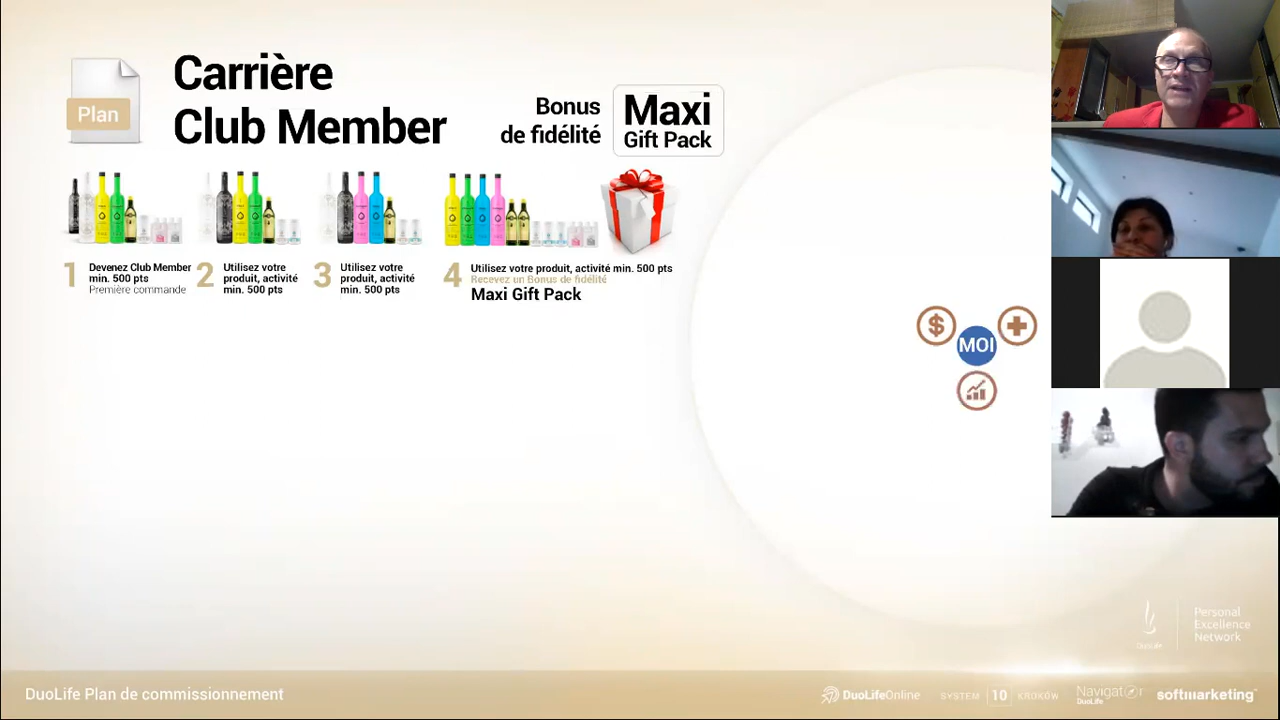 Plan
Carrière
Club Member
Bonus
de fidélité
Maxi
Gift Pack
1
Devenez Club Member
min. 500 pts
Première commande
2
Utilisez votre
produit, activité
min. 500 pts
3
Utilisez votre
produit, activité
min. 500 pts
4
Utilisez votre produit, activité min. 500 pts
Recevez un Bonus de fidélité
Maxi Gift Pack
$
MOI
DuoLife
Personal
Excellence
Network
DuoLife Plan de commissionnement
DuoLifeOnline
SYSTEM 10 KROKÓW
Navigator
DuoLife
softmarketing